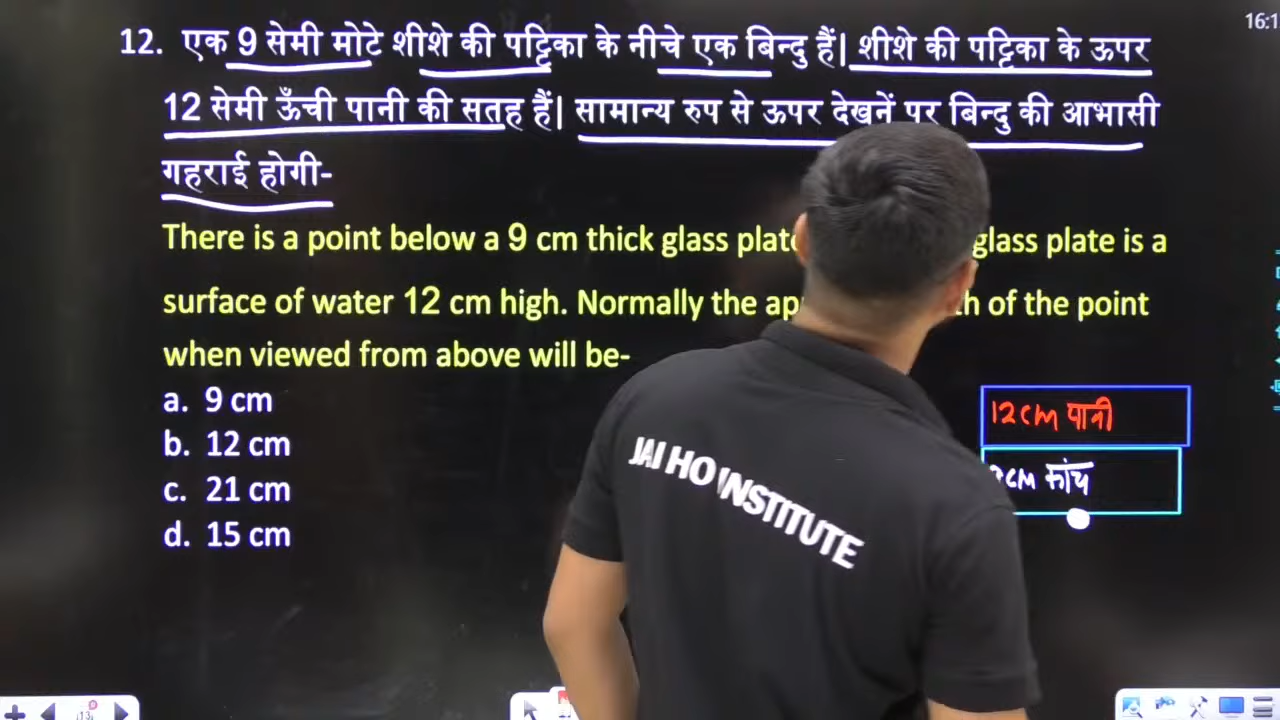 16:1
12. एक 9 सेमी मोटे शीशे की पट्टिका के नीचे एक बिन्दु हैं| शीशे की पट्टिका के ऊपर
12 सेमी ऊँची पानी की सतह हैं| सामान्य रुप से ऊपर देखनें पर बिन्दु की आभासी
गहराई होगी-
There is a point below a 9 cm thick glass plate glass plate is a
surface of water 12 cm high. Normally the of the point
when viewed from above will be-
a. 9 cm
b. 12 cm
c. 21 cm
d. 15 cm
12cm पानी
cm कांच
JAI HO INSTITUTE